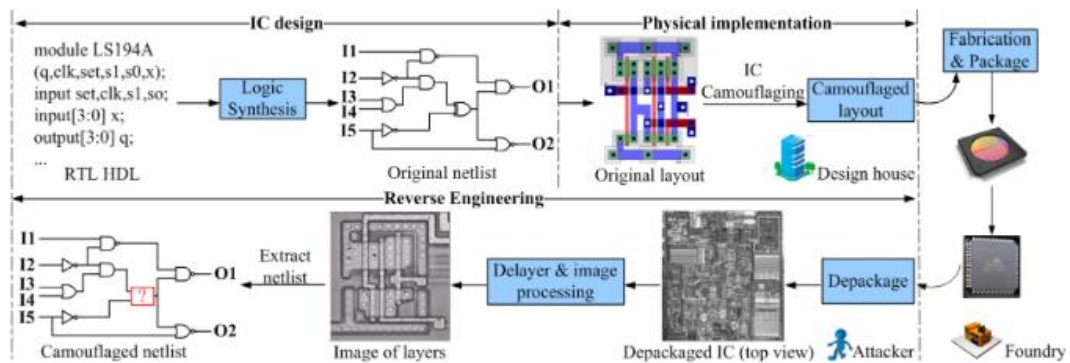 IC design
Physical implementation
module LS194A
(q,clk,set,s1,s0,x);
input set,clk,s1,so;
input[3:0] x;
output[3:0] q;
...
RTL HDL
Logic
Synthesis
I1
I2
I3
I4
I5
O1
O2
Original netlist
Original layout
IC
Camouflaging
Camouflaged
layout
Design house
Fabrication
& Package
Reverse Engineering
I1
I2
I3
I4
I5
?
O1
O2
Camouflaged netlist
Extract
netlist
Image of layers
Delayer & image
processing
Depackaged IC (top view)
Depackage
Attacker
Foundry